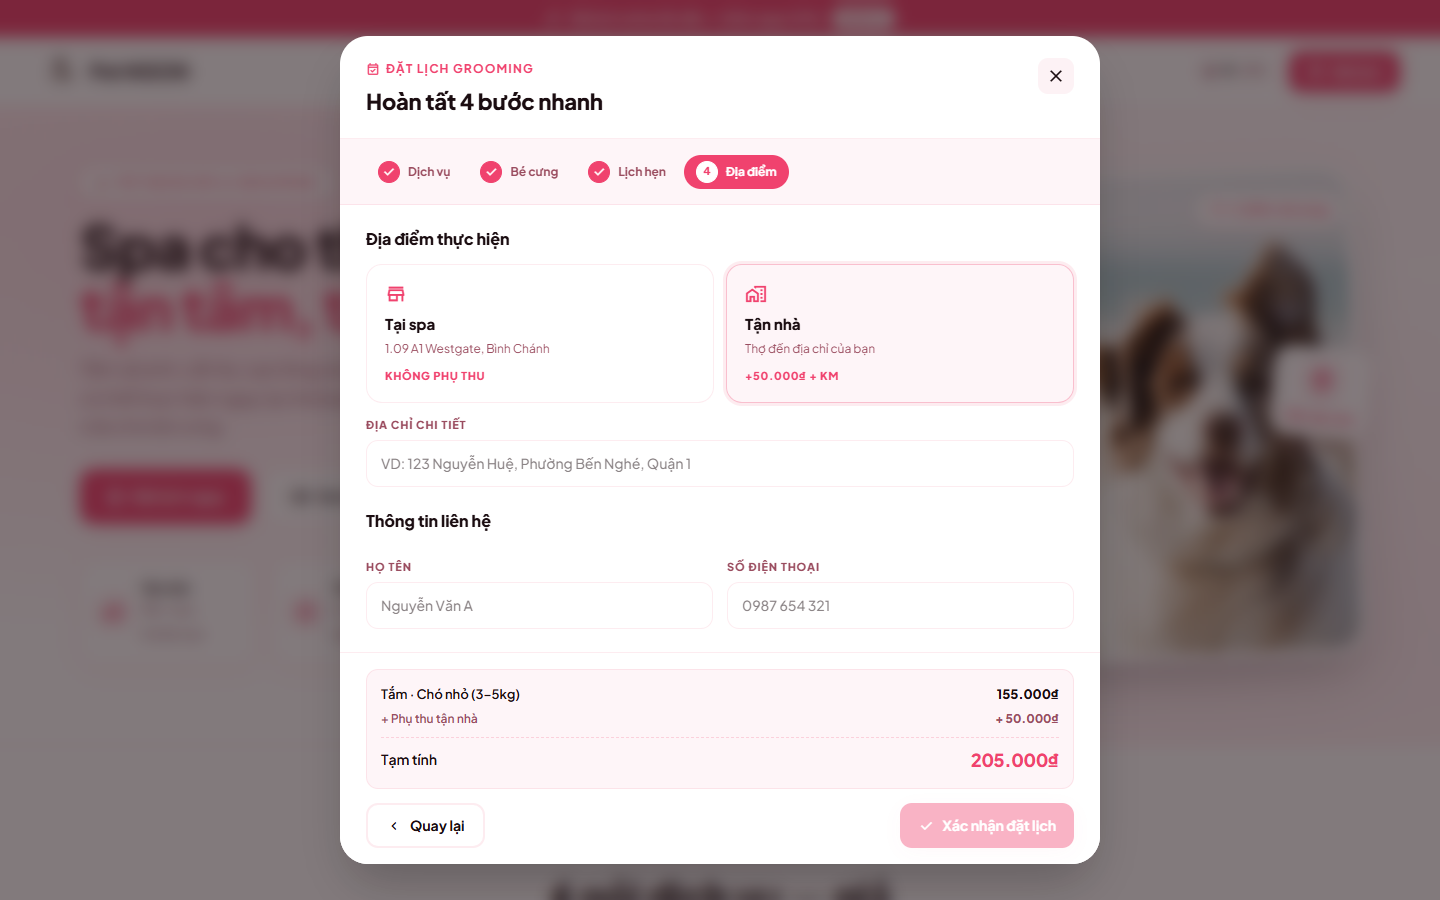 ĐẶT LỊCH GROOMING
Hoàn tất 4 bước nhanh
Dịch vụ
Bé cưng
Lịch hẹn
4 Địa điểm
Địa điểm thực hiện
Tại spa
1.09 A1 Westgate, Bình Chánh
KHÔNG PHỤ THU
Tận nhà
Thợ đến địa chỉ của bạn
+50.000₫ + KM
ĐỊA CHỈ CHI TIẾT
VD: 123 Nguyễn Huệ, Phường Bến Nghé, Quận 1
Thông tin liên hệ
HỌ TÊN
SỐ ĐIỆN THOẠI
Nguyễn Văn A
0987 654 321
Tắm · Chó nhỏ (3–5kg) 155.000₫
+ Phụ thu tận nhà + 50.000₫
Tạm tính 205.000₫
Quay lại
Xác nhận đặt lịch
Spa cho t
tận tâm, t